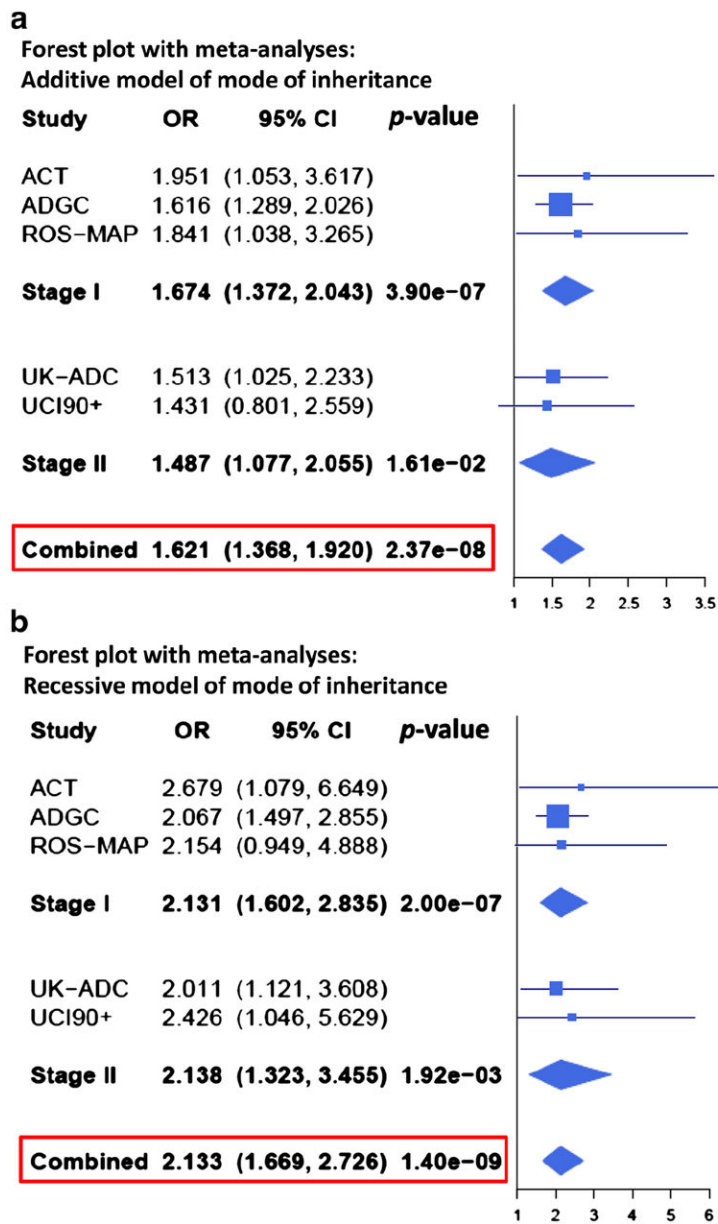 a
Forest plot with meta-analyses:
Additive model of mode of inheritance
Study OR 95% CI p-value
ACT 1.951 (1.053, 3.617)
ADGC 1.616 (1.289, 2.026)
ROS−MAP 1.841 (1.038, 3.265)
Stage I 1.674 (1.372, 2.043) 3.90e−07
UK−ADC 1.513 (1.025, 2.233)
UCI90+ 1.431 (0.801, 2.559)
Stage II 1.487 (1.077, 2.055) 1.61e−02
Combined 1.621 (1.368, 1.920) 2.37e−08
1 1.5 2 2.5 3 3.5
b
Forest plot with meta-analyses:
Recessive model of mode of inheritance
Study OR 95% CI p-value
ACT 2.679 (1.079, 6.649)
ADGC 2.067 (1.497, 2.855)
ROS−MAP 2.154 (0.949, 4.888)
Stage I 2.131 (1.602, 2.835) 2.00e−07
UK−ADC 2.011 (1.121, 3.608)
UCI90+ 2.426 (1.046, 5.629)
Stage II 2.138 (1.323, 3.455) 1.92e−03
Combined 2.133 (1.669, 2.726) 1.40e−09
1 2 3 4 5 6